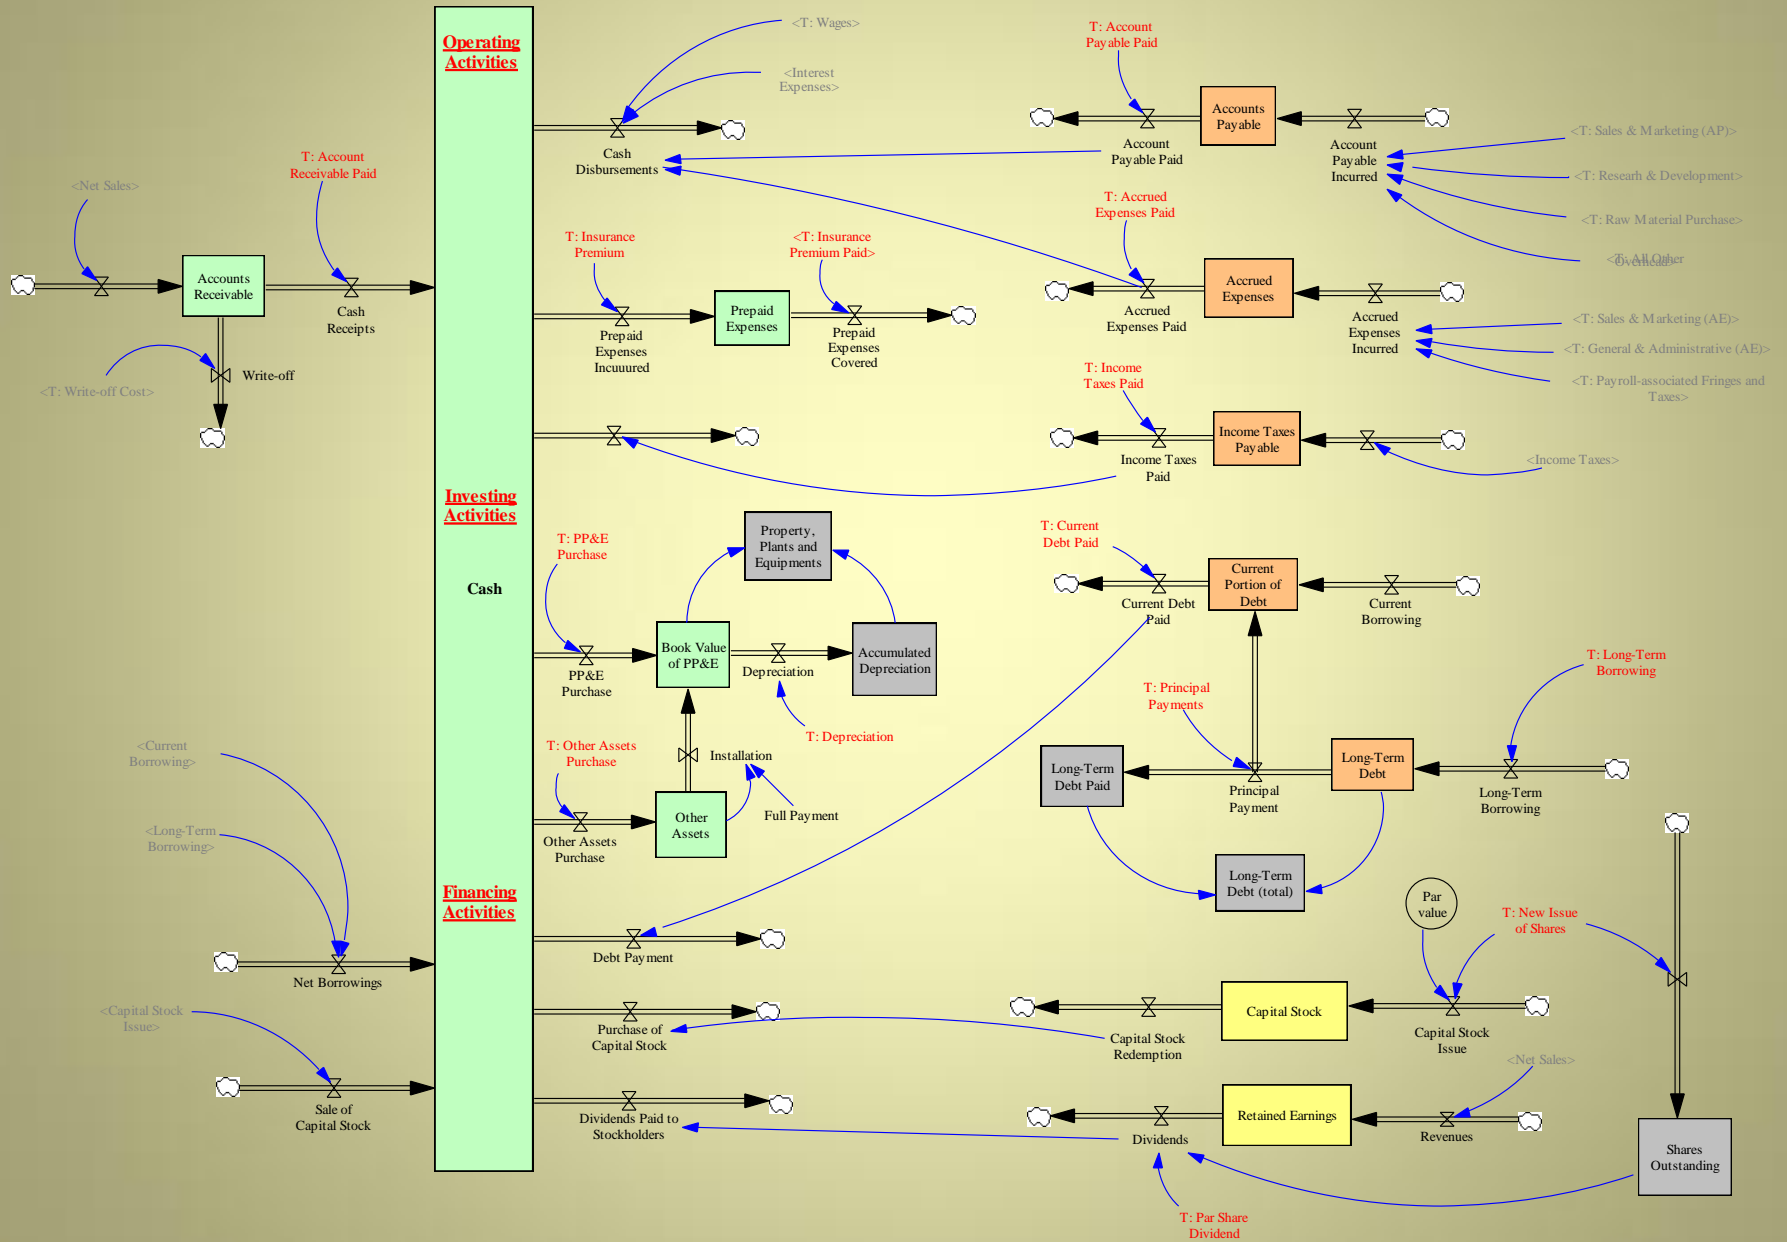 Operating
Activities
<T: Wages>
<Interest
Expenses>
Cash
Disbursements
T: Account
Payable Paid
Account
Payable Paid
Accounts
Payable
Account
Payable
Incurred
<T: Sales & Marketing (AP)>
<T: Researh & Development>
<T: Raw Material Purchase>
<T: All Other
Overhead>
<Net Sales>
T: Account
Receivable Paid
Accounts
Receivable
Cash
Receipts
Write-off
<T: Write-off Cost>
T: Insurance
Premium
<T: Insurance
Premium Paid>
Prepaid
Expenses
Incuuured
Prepaid
Expenses
Prepaid
Expenses
Covered
T: Accrued
Expenses Paid
Accrued
Expenses Paid
Accrued
Expenses
Accrued
Expenses
Incurred
<T: Sales & Marketing (AE)>
<T: General & Administrative (AE)>
<T: Payroll-associated Fringes and
Taxes>
T: Income
Taxes Paid
Income Taxes
Paid
Income Taxes
Payable
<Income Taxes>
Investing
Activities
Cash
T: PP&E
Purchase
PP&E
Purchase
Property,
Plants and
Equipments
Book Value
of PP&E
Depreciation
Accumulated
Depreciation
T: Depreciation
T: Other Assets
Purchase
Other Assets
Purchase
Installation
Other
Assets
Full Payment
T: Current
Debt Paid
Current Debt
Paid
Current
Portion of
Debt
Current
Borrowing
T: Principal
Payments
Long-Term
Debt Paid
Principal
Payment
Long-Term
Debt
T: Long-Term
Borrowing
Long-Term
Borrowing
Long-Term
Debt (total)
<Current
Borrowing>
<Long-Term
Borrowing>
Net Borrowings
<Capital Stock
Issue>
Sale of
Capital Stock
Financing
Activities
Debt Payment
Purchase of
Capital Stock
Dividends Paid to
Stockholders
Par
value
T: New Issue
of Shares
Capital Stock
Redemption
Capital Stock
Capital Stock
Issue
<Net Sales>
Dividends
Retained Earnings
Revenues
T: Par Share
Dividend
Shares
Outstanding